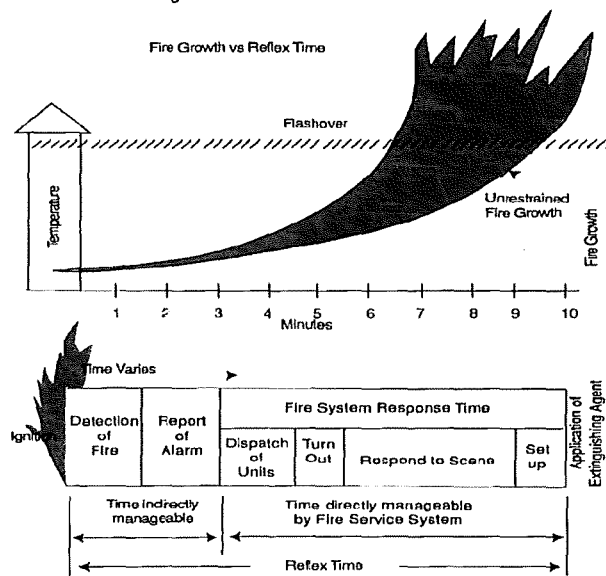 Fire Growth vs Reflex Time
Flashover
Temperature
Unrestrained
Fire Growth
Fire Growth
1 2 3 4 5 6 7 8 9 10
Minutes
Time Varies
Ignition
Detection
of
Fire
Report
of
Alarm
Fire System Response Time
Dispatch
of
Units
Turn
Out
Respond to Scene
Set
up
Application of
Extinguishing Agent
Time indirectly
manageable
Time directly manageable
by Fire Service System
Reflex Time